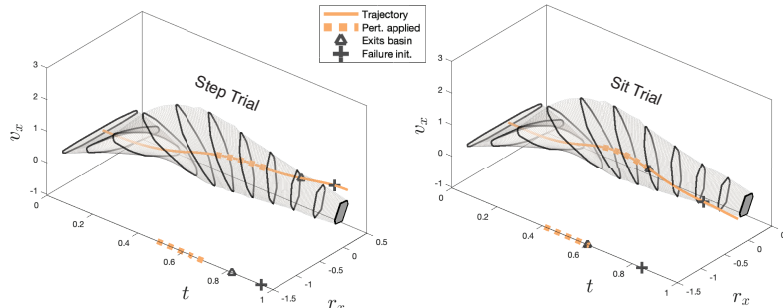 Trajectory
Pert. applied
Exits basin
Failure init.
Step Trial
3
2
1
0
-1
v_x
0
0.2
0.4
0.6
0.8
1
t
-1.5
-1
-0.5
0
0.5
r_x
Sit Trial
3
2
1
0
-1
v_x
0
0.2
0.4
0.6
0.8
1
t
-1.5
-1
-0.5
0
r_x